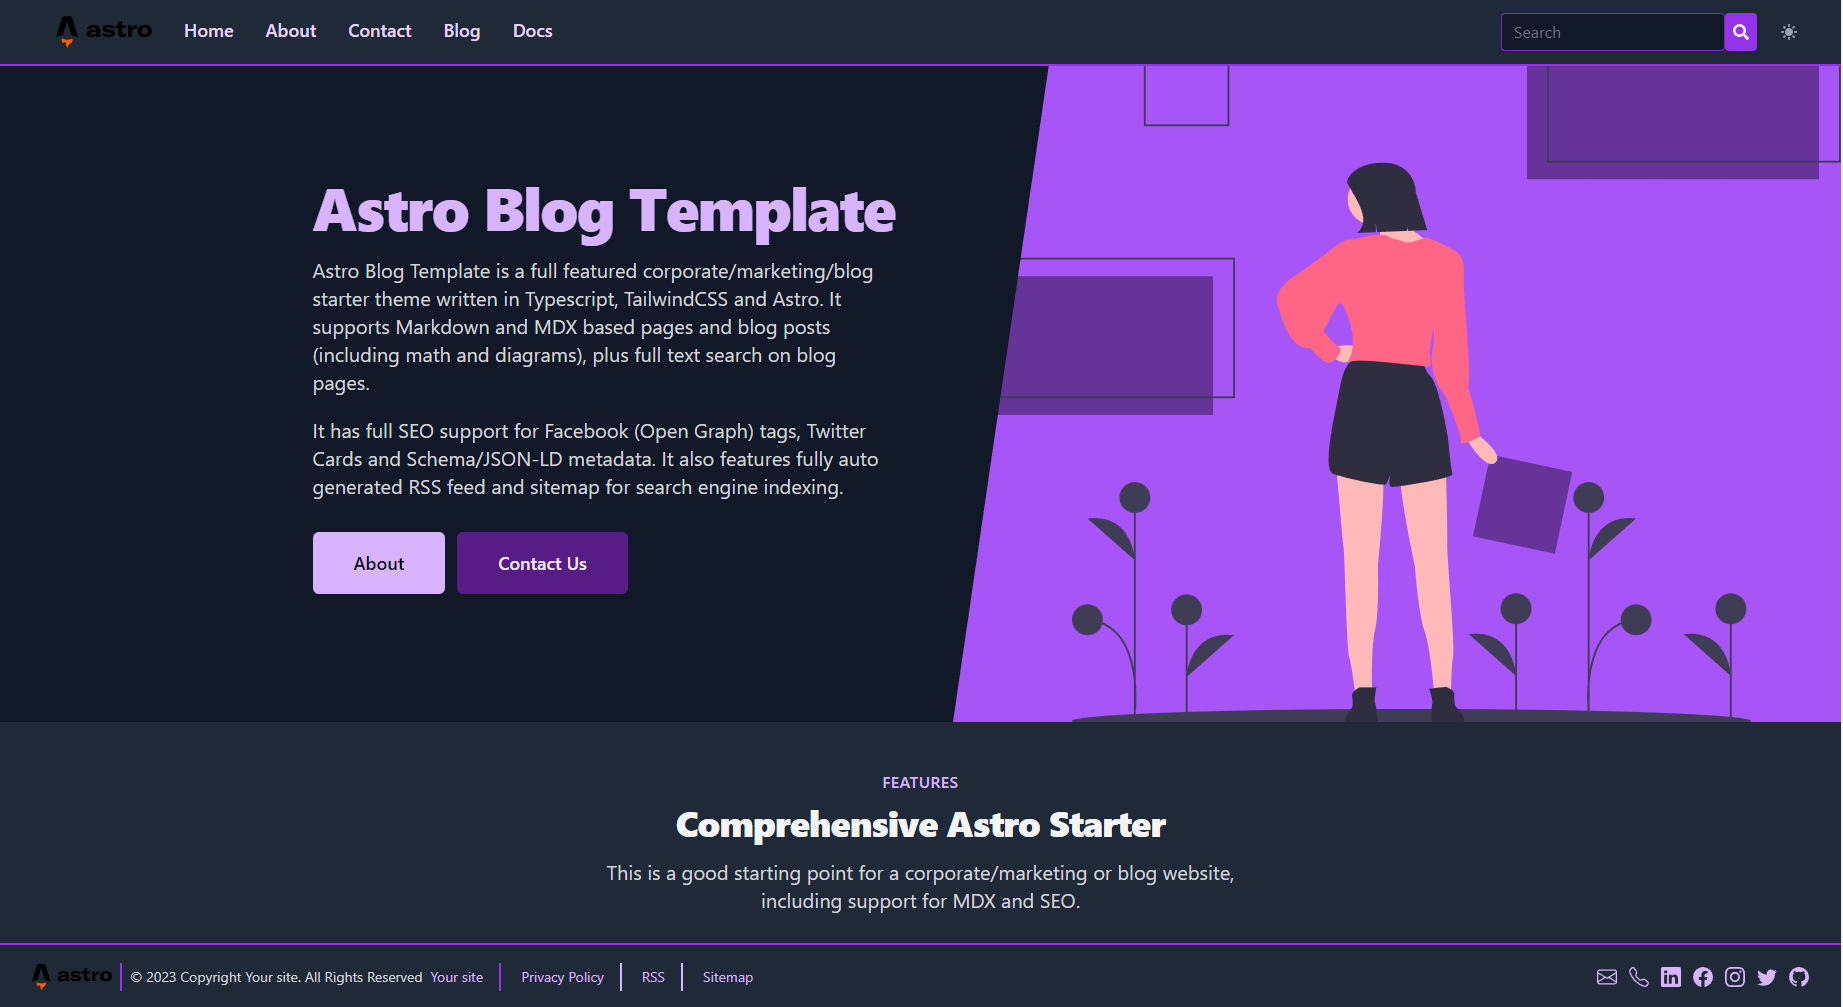 astro Home About Contact Blog Docs Search
Astro Blog Template
Astro Blog Template is a full featured corporate/marketing/blog
starter theme written in Typescript, TailwindCSS and Astro. It
supports Markdown and MDX based pages and blog posts
(including math and diagrams), plus full text search on blog
pages.
It has full SEO support for Facebook (Open Graph) tags, Twitter
Cards and Schema/JSON-LD metadata. It also features fully auto
generated RSS feed and sitemap for search engine indexing.
About Contact Us
FEATURES
Comprehensive Astro Starter
This is a good starting point for a corporate/marketing or blog website,
including support for MDX and SEO.
astro © 2023 Copyright Your site. All Rights Reserved Your site Privacy Policy RSS Sitemap